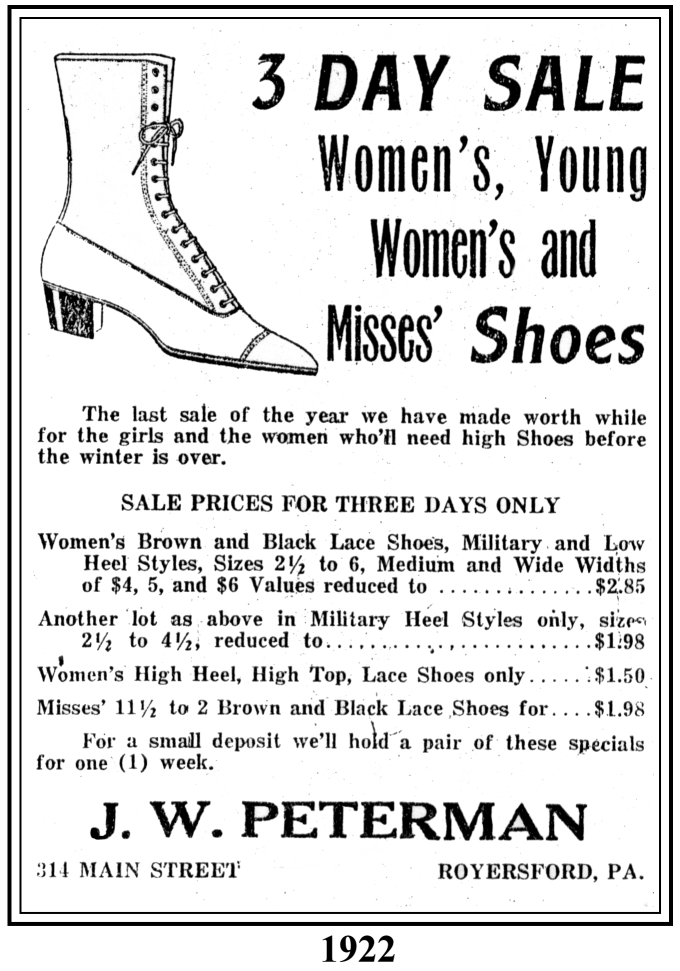 3 DAY SALE
Women's, Young
Women's and
Misses' Shoes
The last sale of the year we have made worth while
for the girls and the women who'll need high Shoes before
the winter is over.
SALE PRICES FOR THREE DAYS ONLY
Women's Brown and Black Lace Shoes, Military and Low
Heel Styles, Sizes 2½ to 6, Medium and Wide Widths
of $4, 5, and $6 Values reduced to ..............$2.85
Another lot as above in Military Heel Styles only, sizes
2½ to 4½, reduced to........................$1.98
Women's High Heel, High Top, Lace Shoes only......$1.50
Misses' 11½ to 2 Brown and Black Lace Shoes for....$1.98
For a small deposit we'll hold a pair of these specials
for one (1) week.
J. W. PETERMAN
314 MAIN STREET ROYERSFORD, PA.
1922